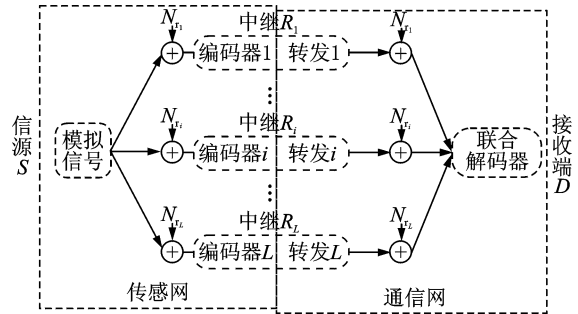 N_{r_1} 中继R_1 N_{r_1}
编码器1 转发1
信源S
模拟信号
N_{r_i} 中继R_i N_{r_i}
编码器i 转发i
联合解码器
接收端D
N_{r_L} 中继R_L N_{r_L}
编码器L 转发L
传感网 通信网